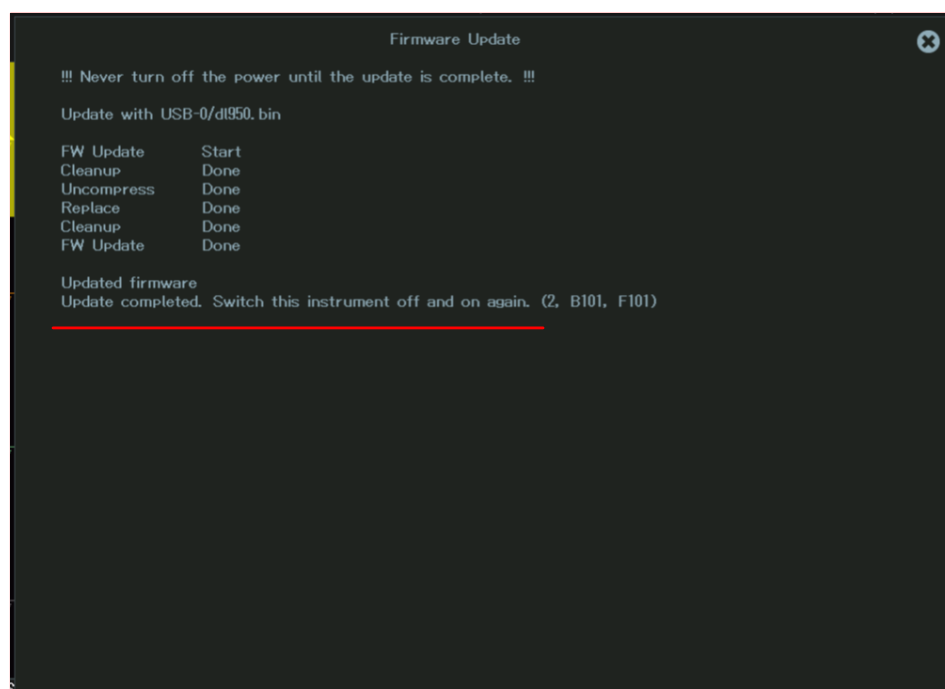 Firmware Update
!!! Never turn off the power until the update is complete. !!!
Update with USB-0/dl950.bin
FW Update Start
Cleanup Done
Uncompress Done
Replace Done
Cleanup Done
FW Update Done
Updated firmware
Update completed. Switch this instrument off and on again. (2, B101, F101)